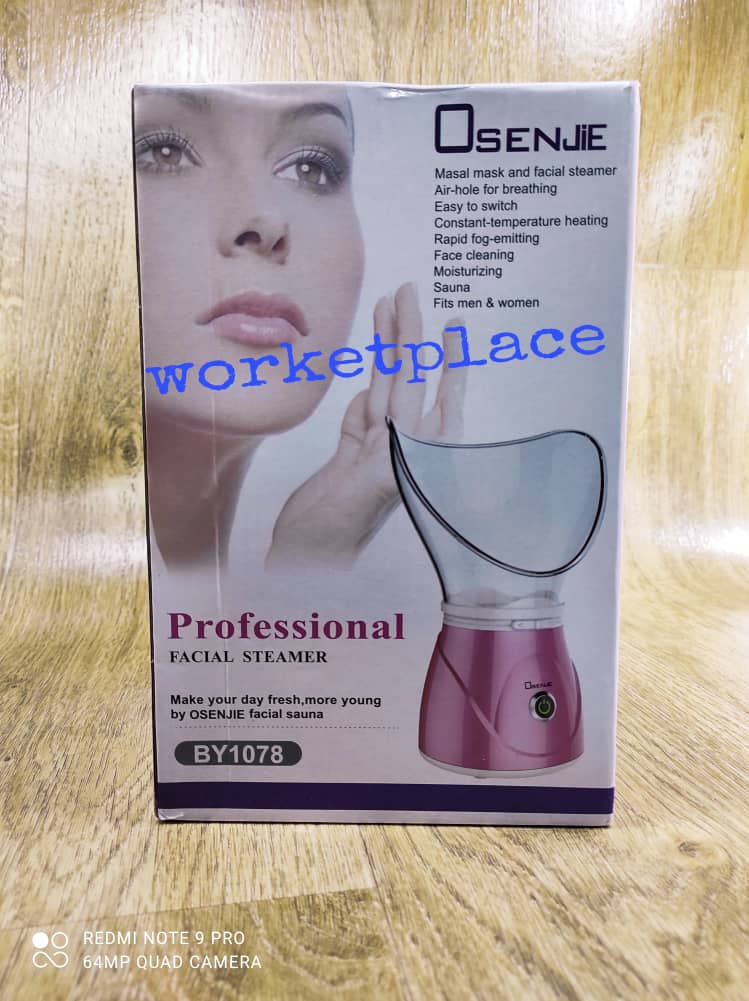 OSENJIE
Masal mask and facial steamer
Air-hole for breathing
Easy to switch
Constant-temperature heating
Rapid fog-emitting
Face cleaning
Moisturizing
Sauna
Fits men & women
worketplace
Professional
FACIAL STEAMER
OSENJIE
Make your day fresh,more young
by OSENJIE facial sauna
BY1078
REDMI NOTE 9 PRO
64MP QUAD CAMERA